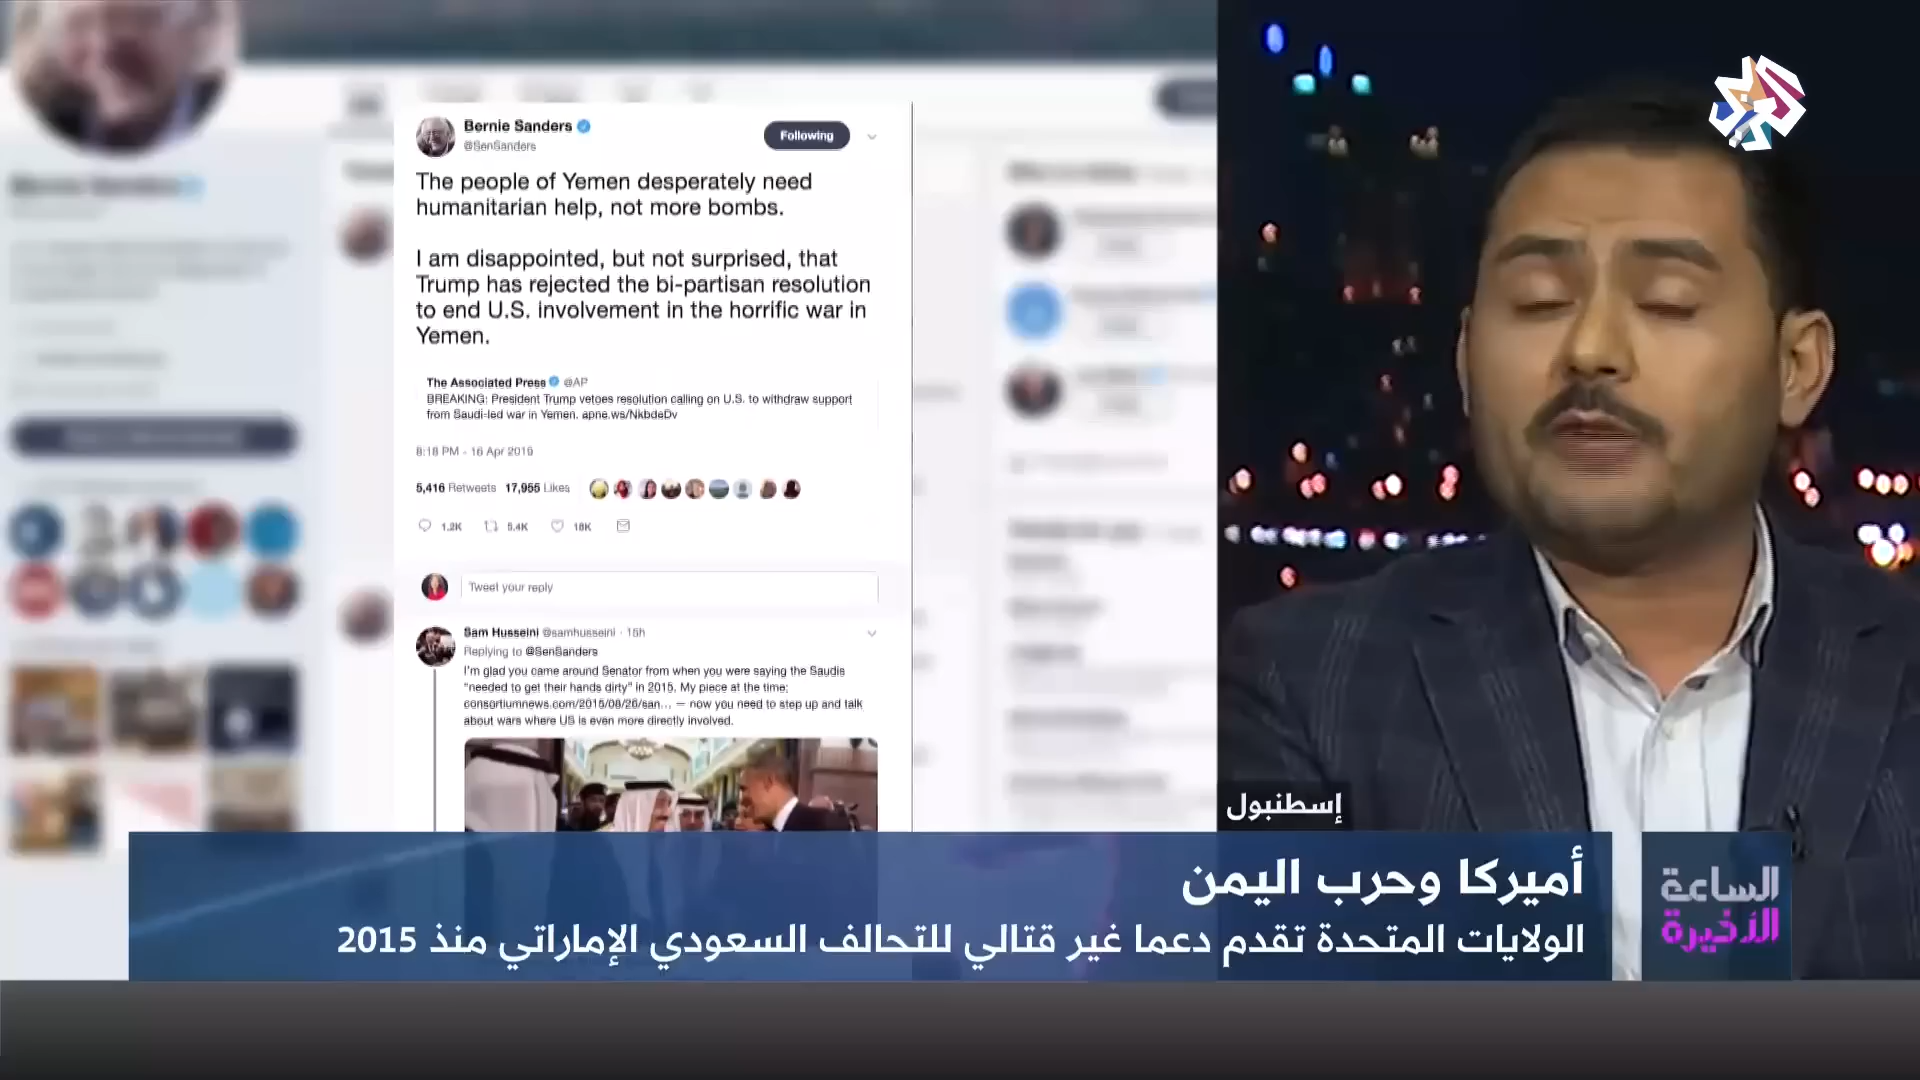 Bernie Sanders
@SenSanders
Following
The people of Yemen desperately need
humanitarian help, not more bombs.
I am disappointed, but not surprised, that
Trump has rejected the bi-partisan resolution
to end U.S. involvement in the horrific war in
Yemen.
The Associated Press @AP
BREAKING: President Trump vetoes resolution calling on U.S. to withdraw support
from Saudi-led war in Yemen. apne.ws/NkbdeDv
8:18 PM - 16 Apr 2019
5,416 Retweets 17,955 Likes
1.2K 5.4K 18K
Tweet your reply
Sam Husseini @samhusseini · 15h
Replying to @SenSanders
I'm glad you came around Senator from when you were saying the Saudis
"needed to get their hands dirty" in 2015. My piece at the time:
consortiumnews.com/2015/08/26/san... — now you need to step up and talk
about wars where US is even more directly involved.
إسطنبول
أميركا وحرب اليمن
الولايات المتحدة تقدم دعما غير قتالي للتحالف السعودي الإماراتي منذ 2015
الساعة
الأخيرة